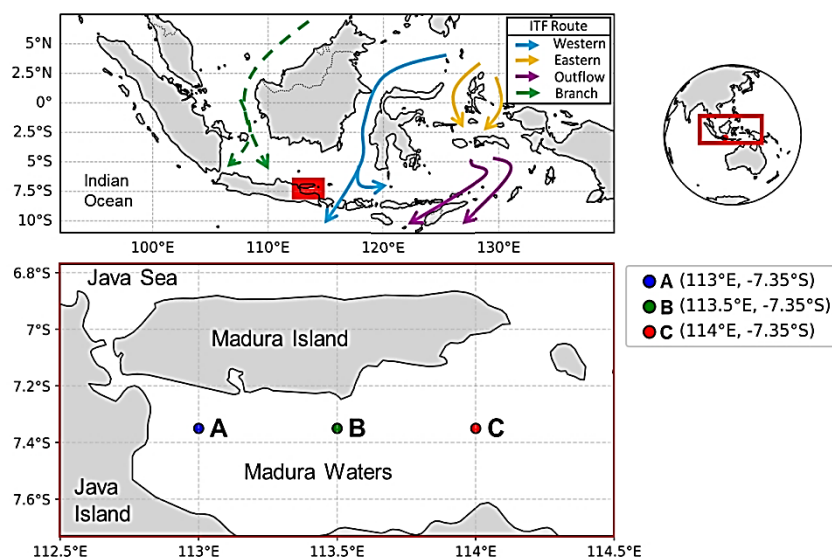 ITF Route
Western
Eastern
Outflow
Branch
5°N
2.5°N
0°
2.5°S
5°S
7.5°S
10°S
Indian
Ocean
100°E
110°E
120°E
130°E
6.8°S
7°S
7.2°S
7.4°S
7.6°S
Java Sea
Madura Island
A
B
C
Madura Waters
Java
Island
112.5°E
113°E
113.5°E
114°E
114.5°E
A (113°E, -7.35°S)
B (113.5°E, -7.35°S)
C (114°E, -7.35°S)